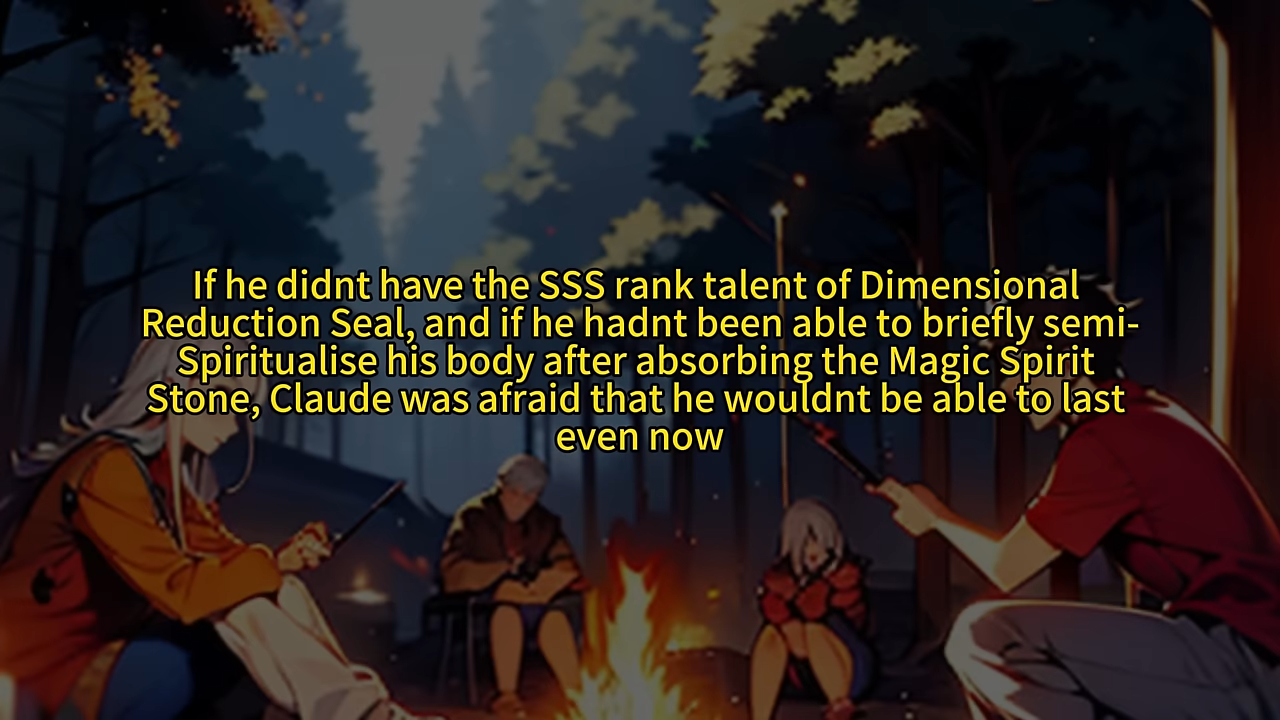 If he didnt have the SSS rank talent of Dimensional
Reduction Seal, and if he hadnt been able to briefly semi-
Spiritualise his body after absorbing the Magic Spirit
Stone, Claude was afraid that he wouldnt be able to last
even now